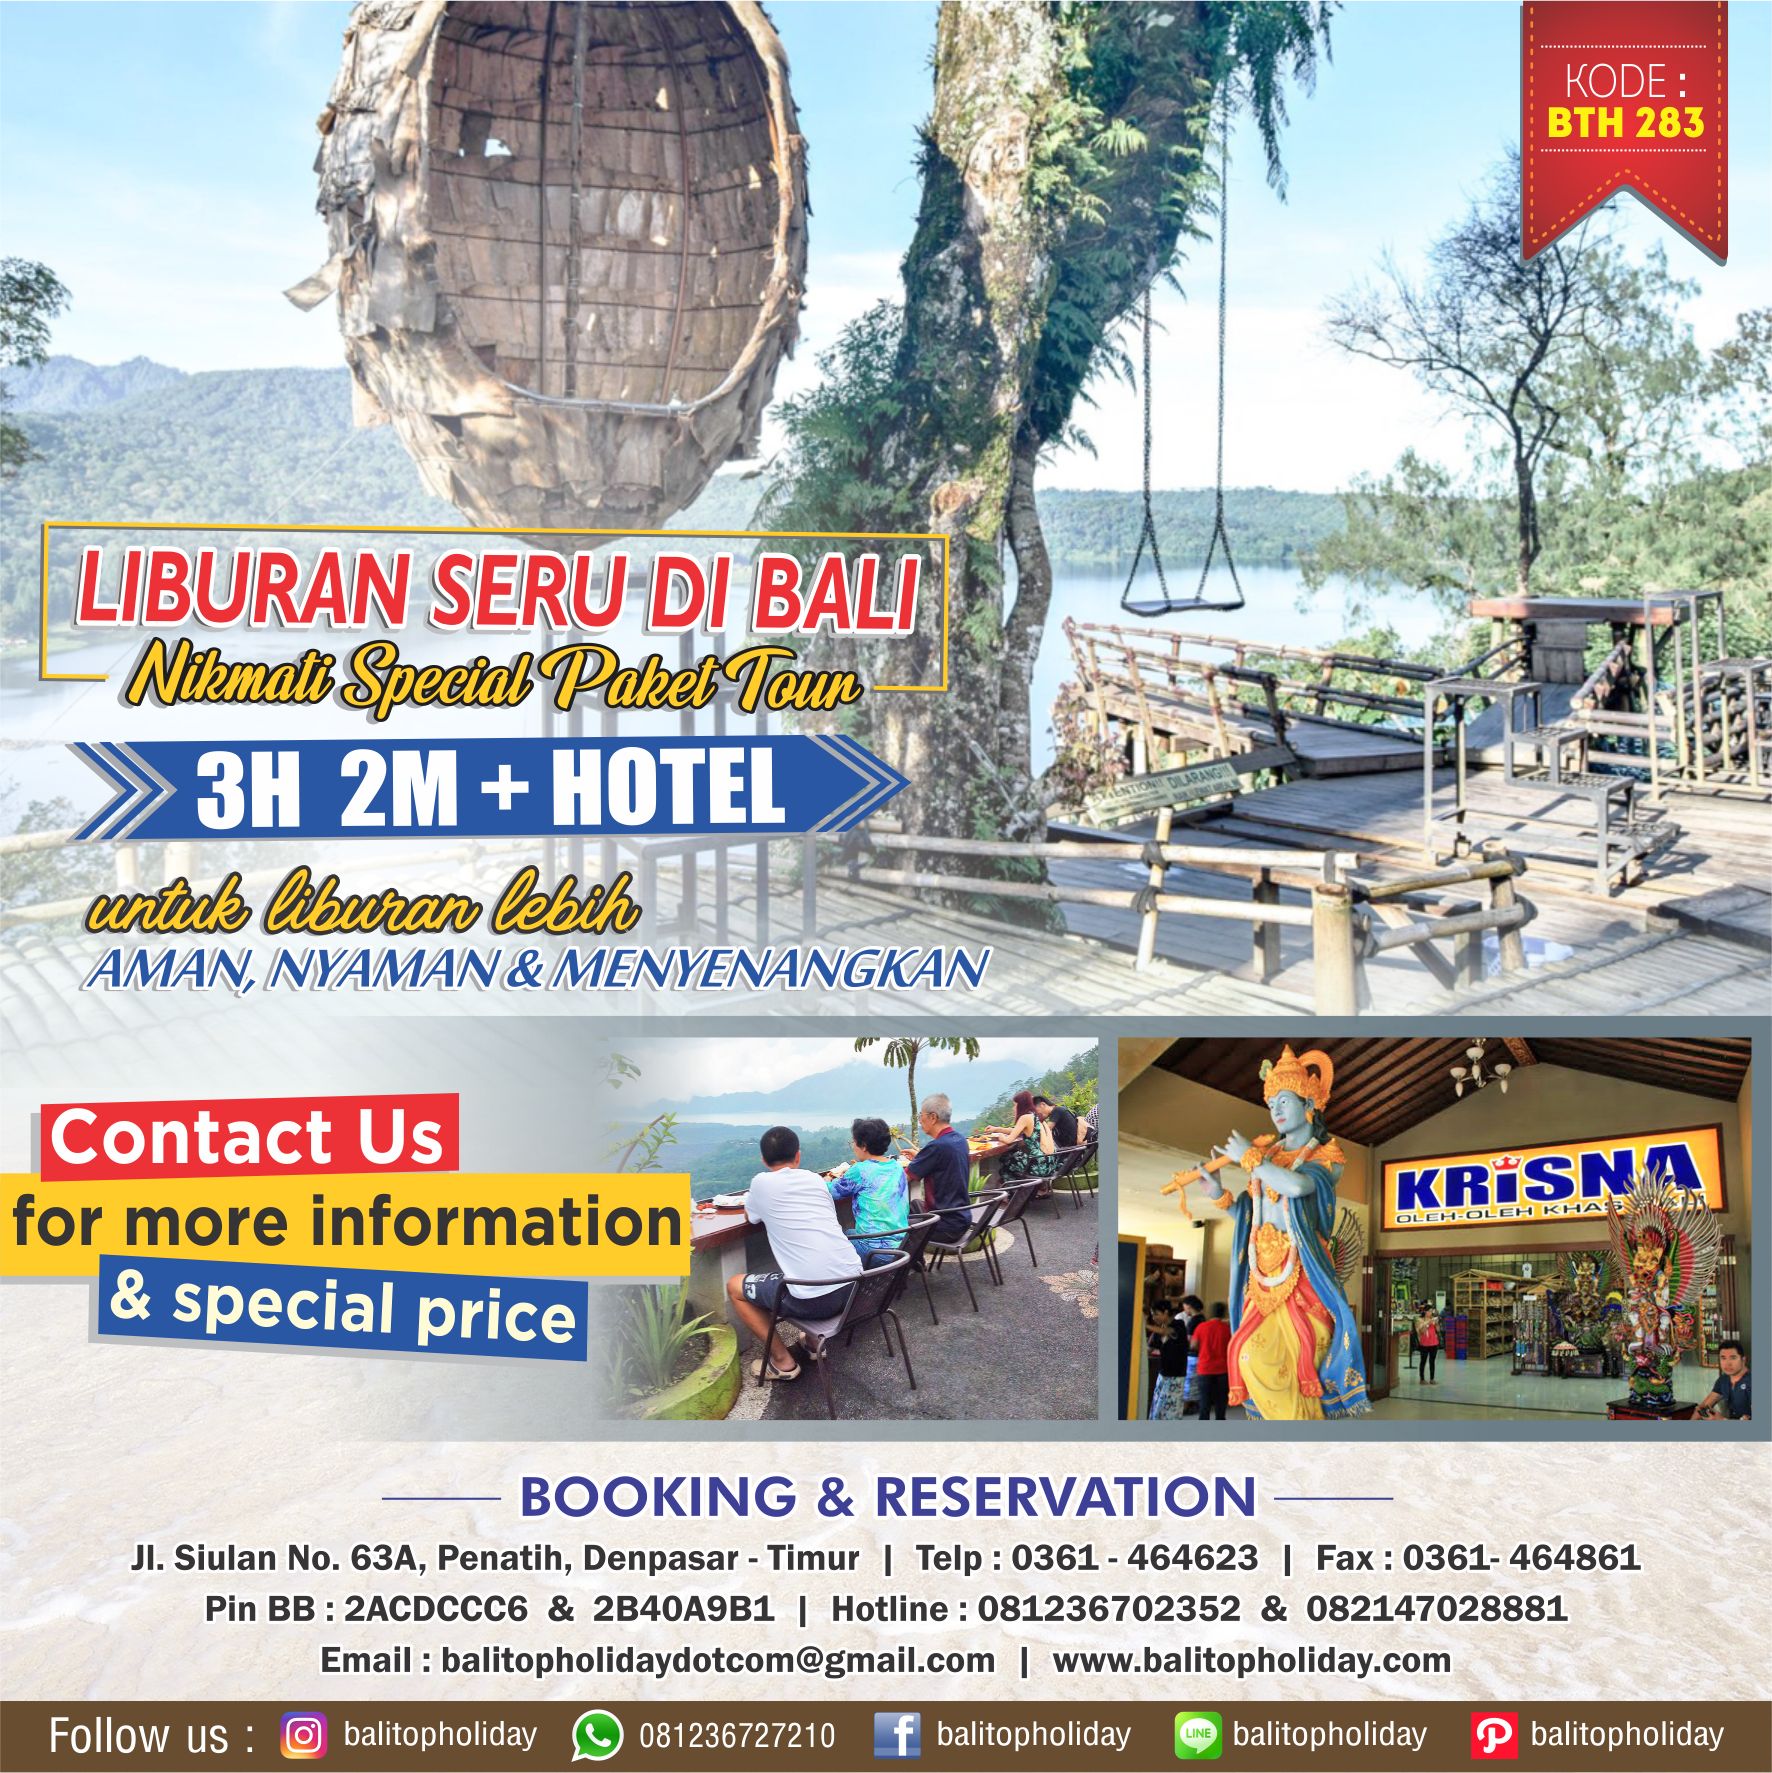 KODE :
BTH 283
LIBURAN SERU DI BALI
Nikmati Special Paket Tour
3H 2M + HOTEL
untuk liburan lebih
AMAN, NYAMAN & MENYENANGKAN
Contact Us
for more information
& special price
KRISNA
OLEH-OLEH
BOOKING & RESERVATION
Jl. Siulan No. 63A, Penatih, Denpasar - Timur | Telp : 0361 - 464623 | Fax : 0361- 464861
Pin BB : 2ACDCCC6 & 2B40A9B1 | Hotline : 081236702352 & 082147028881
Email : balitopholidaydotcom@gmail.com | www.balitopholiday.com
Follow us : balitopholiday 081236727210 balitopholiday LINE balitopholiday balitopholiday